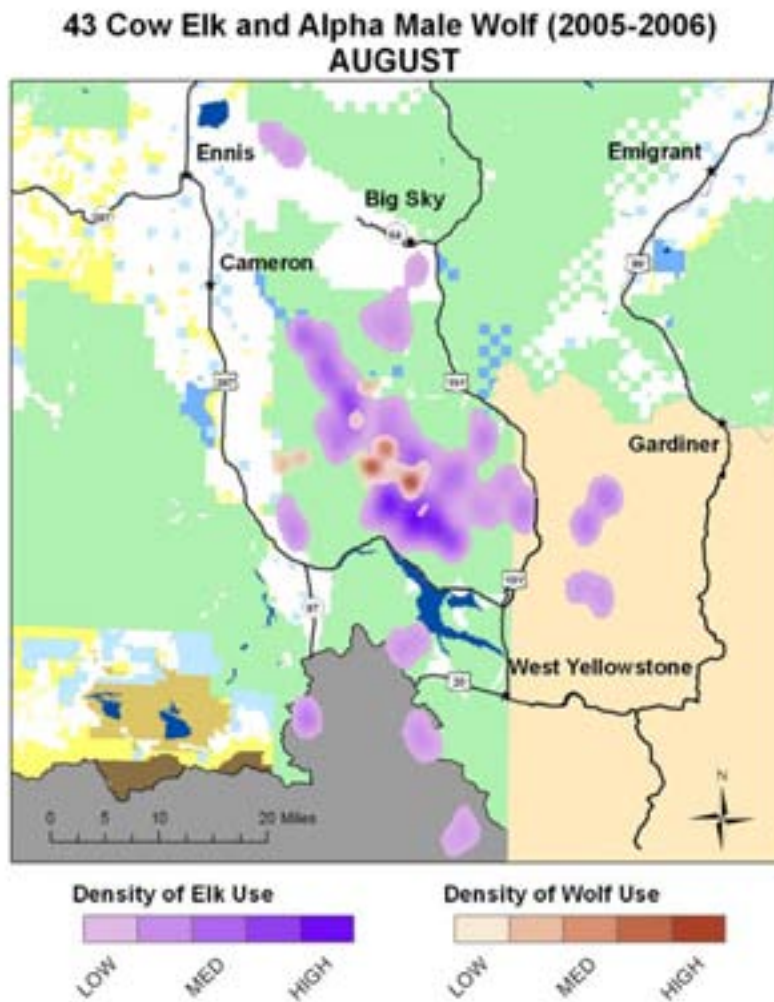 43 Cow Elk and Alpha Male Wolf (2005-2006)
AUGUST
Ennis
Emigrant
Big Sky
64
Cameron
89
287
191
Gardiner
87
191
West Yellowstone
20
N
0 5 10 20 Miles
Density of Elk Use
Density of Wolf Use
LOW MED HIGH
LOW MED HIGH